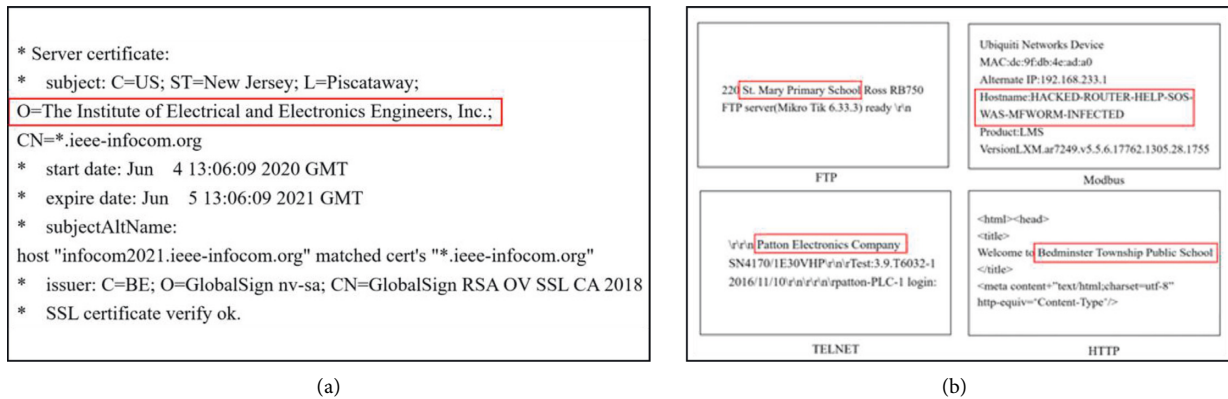 * Server certificate:
* subject: C=US; ST=New Jersey; L=Piscataway;
O=The Institute of Electrical and Electronics Engineers, Inc.;
CN=*.ieee-infocom.org
* start date: Jun 4 13:06:09 2020 GMT
* expire date: Jun 5 13:06:09 2021 GMT
* subjectAltName:
host "infocom2021.ieee-infocom.org" matched cert's "*.ieee-infocom.org"
* issuer: C=BE; O=GlobalSign nv-sa; CN=GlobalSign RSA OV SSL CA 2018
* SSL certificate verify ok.
(a)
220 St. Mary Primary School Ross RB750
FTP server(Mikro Tik 6.33.3) ready \r\n
FTP
Ubiquiti Networks Device
MAC:dc:9f:db:4e:ad:a0
Alternate IP:192.168.233.1
Hostname:HACKED-ROUTER-HELP-SOS-
WAS-MFWORM-INFECTED
Product:LMS
VersionLXM.ar7249.v5.5.6.17762.1305.28.1755
Modbus
\r\r\n Patton Electronics Company
SN4170/1E30VHP\r\n\rTest:3.9.T6032-1
2016/11/10\r\n\r\r\n\rpatton-PLC-1 login:
TELNET
<html><head>
<title>
Welcome to Bedminster Township Public School
</title>
<meta content="text/html;charset=utf-8"
http-equiv="Content-Type"/>
HTTP
(b)